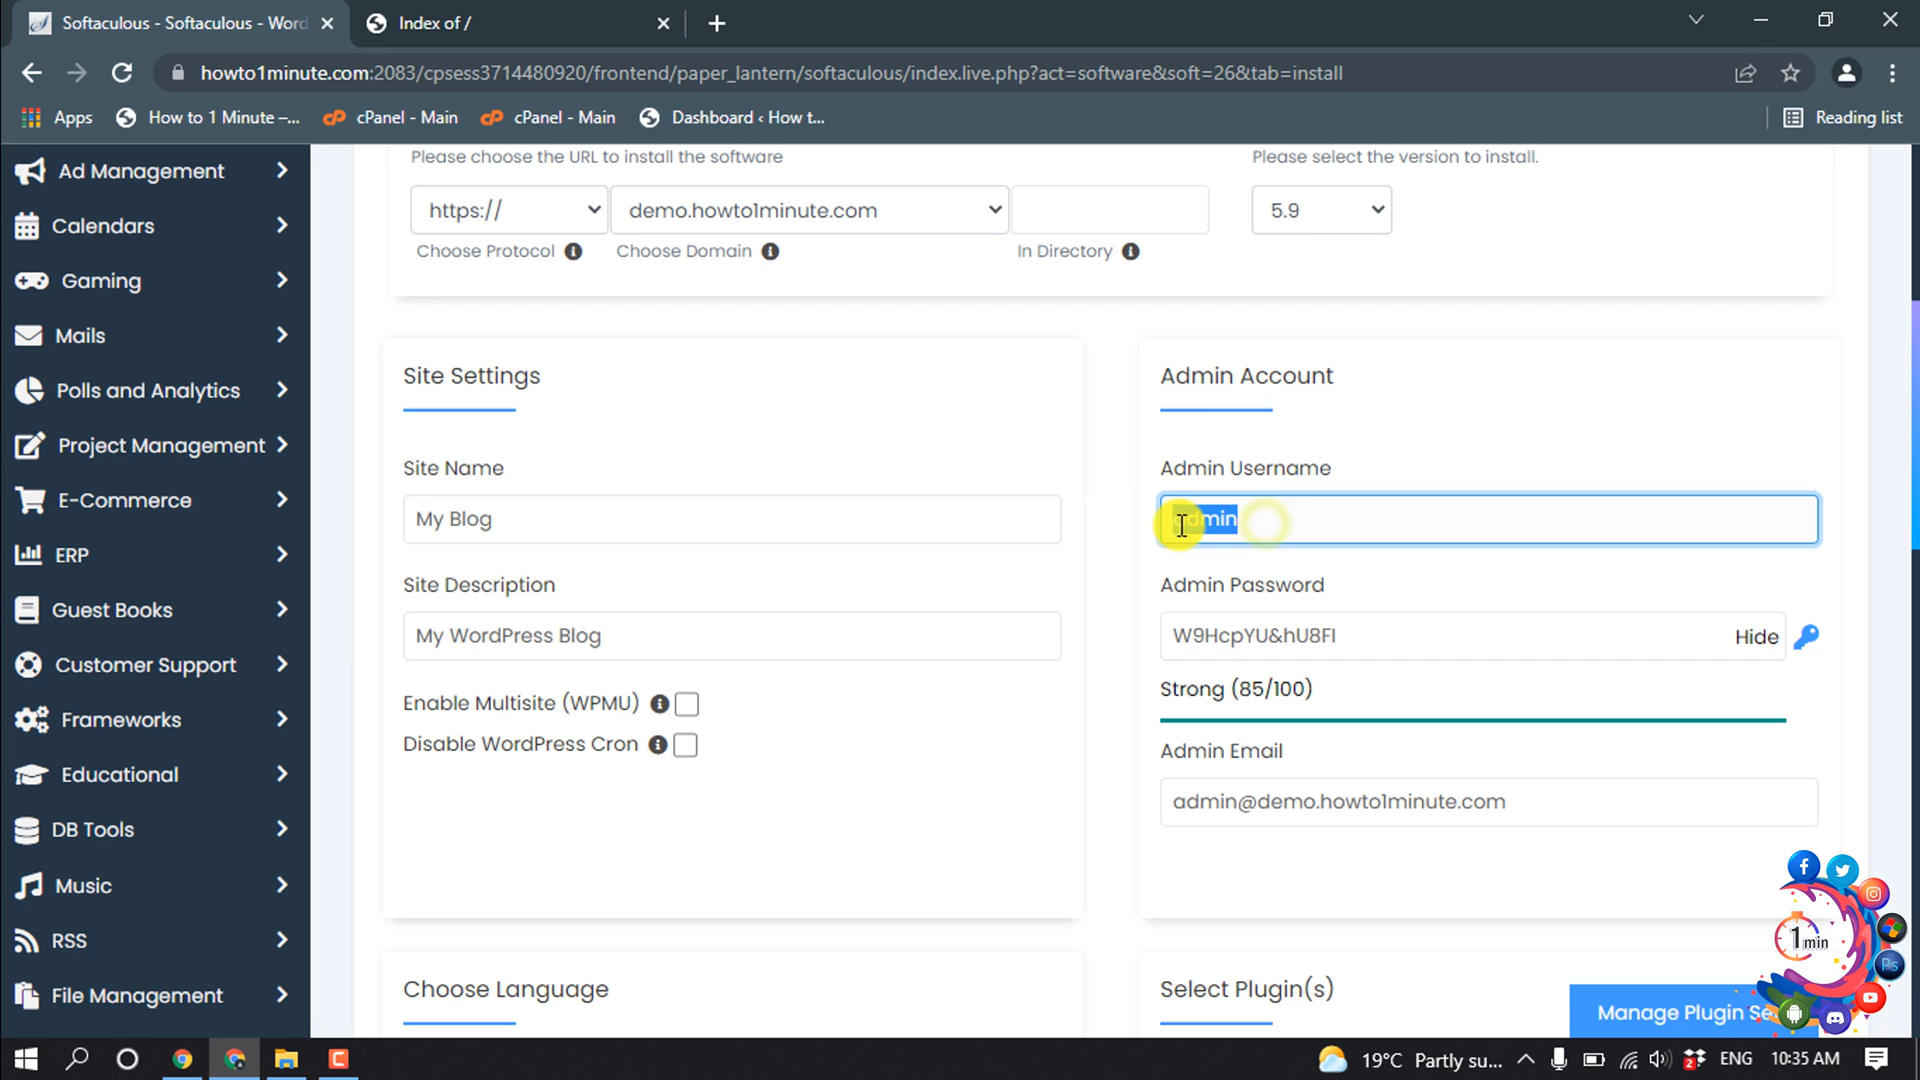 Softaculous - Softaculous - Word
Index of /
howto1minute.com:2083/cpsess3714480920/frontend/paper_lantern/softaculous/index.live.php?act=software&soft=26&tab=install
Apps
How to 1 Minute –...
cPanel - Main
cPanel - Main
Dashboard ‹ How t...
Reading list
Ad Management
Calendars
Gaming
Mails
Polls and Analytics
Project Management
E-Commerce
ERP
Guest Books
Customer Support
Frameworks
Educational
DB Tools
Music
RSS
File Management
Please choose the URL to install the software
https://
demo.howto1minute.com
Choose Protocol
Choose Domain
In Directory
Please select the version to install.
5.9
Site Settings
Site Name
My Blog
Site Description
My WordPress Blog
Enable Multisite (WPMU)
Disable WordPress Cron
Admin Account
Admin Username
admin
Admin Password
W9HcpYU&hU8FI
Hide
Strong (85/100)
Admin Email
admin@demo.howto1minute.com
Choose Language
Select Plugin(s)
Manage Plugin Se
1 min
Ps
19°C Partly su...
2
ENG
10:35 AM